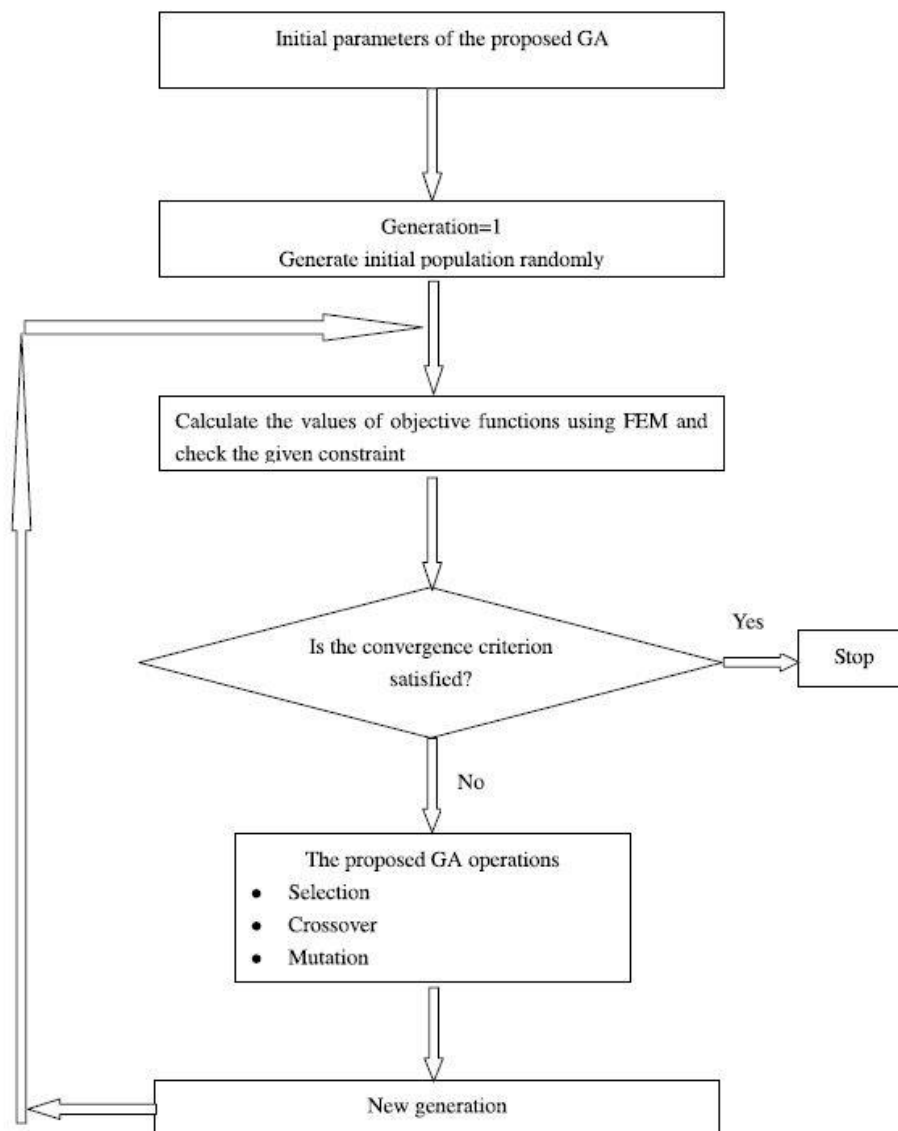 Initial parameters of the proposed GA
Generation=1
Generate initial population randomly
Calculate the values of objective functions using FEM and
check the given constraint
Is the convergence criterion
satisfied?
Yes
Stop
No
The proposed GA operations
● Selection
● Crossover
● Mutation
New generation